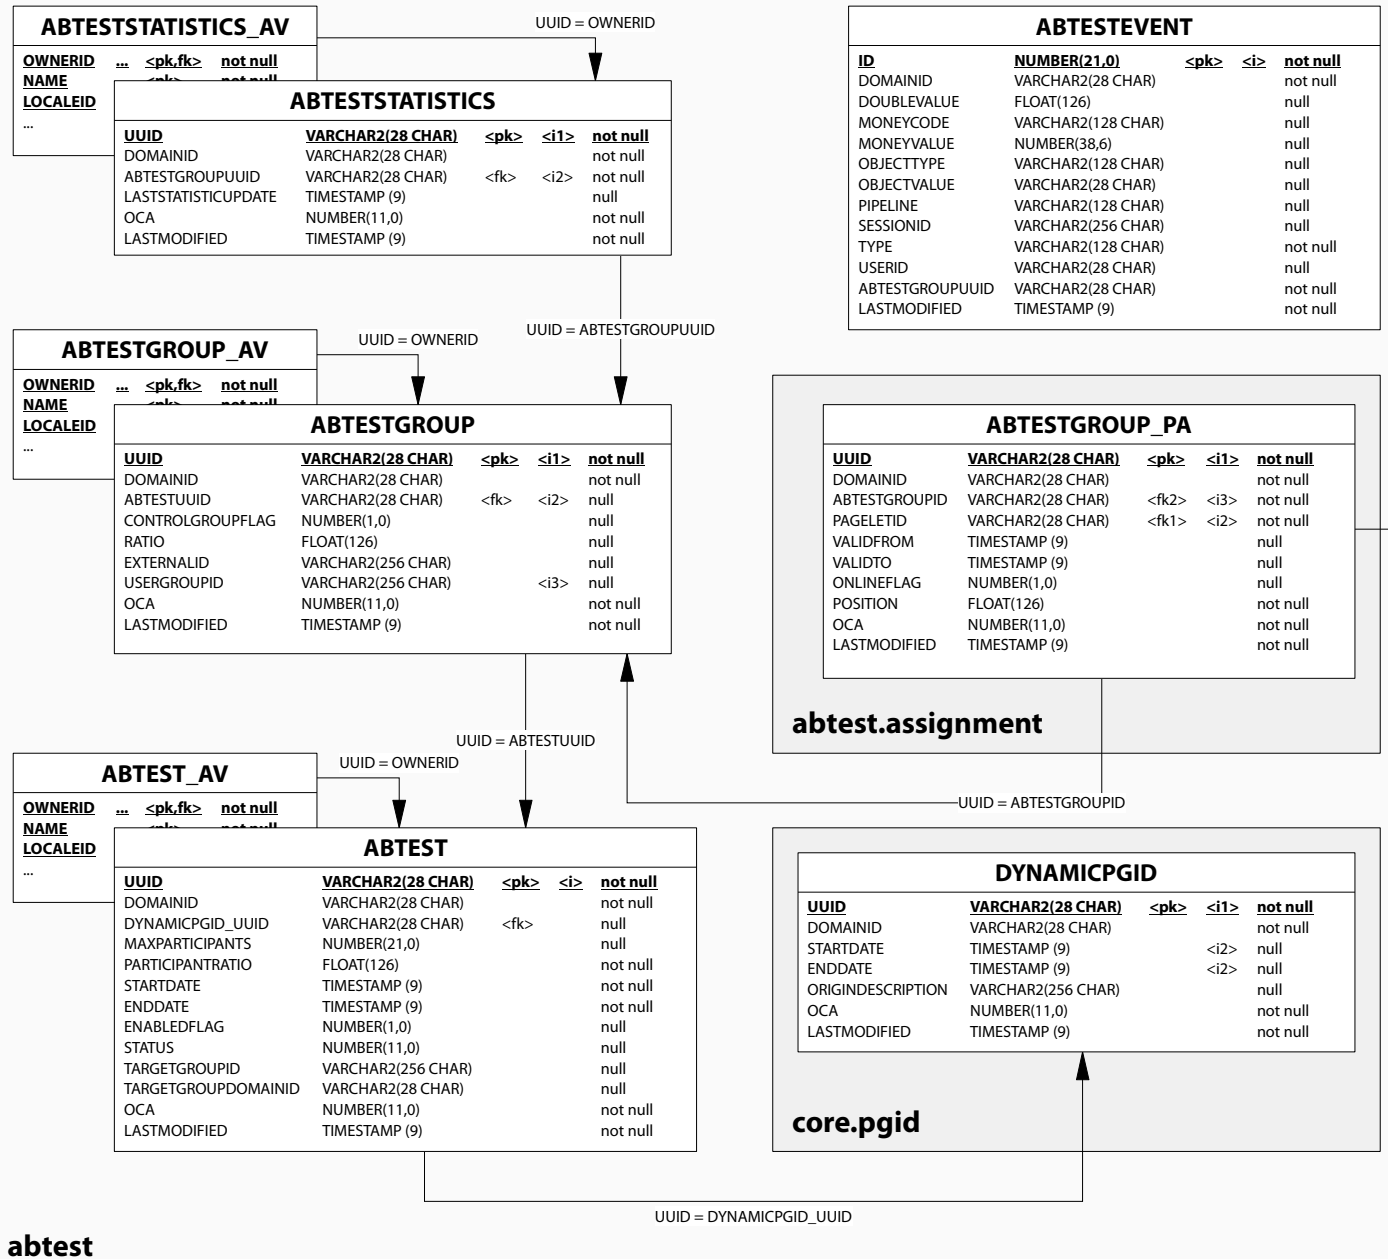 ABTESTSTATISTICS_AV
OWNERID ... <pk,fk> not null
NAME <pk> not null
LOCALEID
...
UUID = OWNERID
ABTESTSTATISTICS
UUID VARCHAR2(28 CHAR) <pk> <i1> not null
DOMAINID VARCHAR2(28 CHAR) not null
ABTESTGROUPUUID VARCHAR2(28 CHAR) <fk> <i2> not null
LASTSTATISTICUPDATE TIMESTAMP (9) null
OCA NUMBER(11,0) not null
LASTMODIFIED TIMESTAMP (9) not null
ABTESTEVENT
ID NUMBER(21,0) <pk> <i> not null
DOMAINID VARCHAR2(28 CHAR) not null
DOUBLEVALUE FLOAT(126) null
MONEYCODE VARCHAR2(128 CHAR) null
MONEYVALUE NUMBER(38,6) null
OBJECTTYPE VARCHAR2(128 CHAR) null
OBJECTVALUE VARCHAR2(28 CHAR) null
PIPELINE VARCHAR2(128 CHAR) null
SESSIONID VARCHAR2(256 CHAR) null
TYPE VARCHAR2(128 CHAR) not null
USERID VARCHAR2(28 CHAR) null
ABTESTGROUPUUID VARCHAR2(28 CHAR) not null
LASTMODIFIED TIMESTAMP (9) not null
UUID = ABTESTGROUPUUID
ABTESTGROUP_AV
OWNERID ... <pk,fk> not null
NAME <pk> not null
LOCALEID
...
UUID = OWNERID
ABTESTGROUP
UUID VARCHAR2(28 CHAR) <pk> <i1> not null
DOMAINID VARCHAR2(28 CHAR) not null
ABTESTUUID VARCHAR2(28 CHAR) <fk> <i2> null
CONTROLGROUPFLAG NUMBER(1,0) null
RATIO FLOAT(126) null
EXTERNALID VARCHAR2(256 CHAR) null
USERGROUPID VARCHAR2(256 CHAR) <i3> null
OCA NUMBER(11,0) not null
LASTMODIFIED TIMESTAMP (9) not null
ABTESTGROUP_PA
UUID VARCHAR2(28 CHAR) <pk> <i1> not null
DOMAINID VARCHAR2(28 CHAR) not null
ABTESTGROUPID VARCHAR2(28 CHAR) <fk2> <i3> not null
PAGELETID VARCHAR2(28 CHAR) <fk1> <i2> not null
VALIDFROM TIMESTAMP (9) null
VALIDTO TIMESTAMP (9) null
ONLINEFLAG NUMBER(1,0) null
POSITION FLOAT(126) not null
OCA NUMBER(11,0) not null
LASTMODIFIED TIMESTAMP (9) not null
abtest.assignment
UUID = ABTESTUUID
UUID = ABTESTGROUPID
ABTEST_AV
OWNERID ... <pk,fk> not null
NAME <pk> not null
LOCALEID
...
UUID = OWNERID
ABTEST
UUID VARCHAR2(28 CHAR) <pk> <i> not null
DOMAINID VARCHAR2(28 CHAR) not null
DYNAMICPGID_UUID VARCHAR2(28 CHAR) <fk> null
MAXPARTICIPANTS NUMBER(21,0) null
PARTICIPANTRATIO FLOAT(126) not null
STARTDATE TIMESTAMP (9) not null
ENDDATE TIMESTAMP (9) not null
ENABLEDFLAG NUMBER(1,0) null
STATUS NUMBER(11,0) null
TARGETGROUPID VARCHAR2(256 CHAR) null
TARGETGROUPDOMAINID VARCHAR2(28 CHAR) null
OCA NUMBER(11,0) not null
LASTMODIFIED TIMESTAMP (9) not null
DYNAMICPGID
UUID VARCHAR2(28 CHAR) <pk> <i1> not null
DOMAINID VARCHAR2(28 CHAR) not null
STARTDATE TIMESTAMP (9) <i2> null
ENDDATE TIMESTAMP (9) <i2> null
ORIGINDESCRIPTION VARCHAR2(256 CHAR) null
OCA NUMBER(11,0) not null
LASTMODIFIED TIMESTAMP (9) not null
core.pgid
UUID = DYNAMICPGID_UUID
abtest